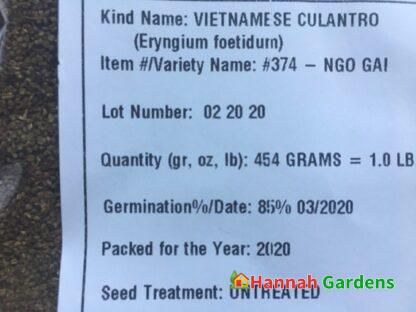 Kind Name: VIETNAMESE CULANTRO
(Eryngium foetidum)
Item #/Variety Name: #374 – NGO GAI
Lot Number: 02 20 20
Quantity (gr, oz, lb): 454 GRAMS = 1.0 LB
Germination%/Date: 85% 03/2020
Packed for the Year: 2020
Hannah Gardens
Seed Treatment: UNTREATED